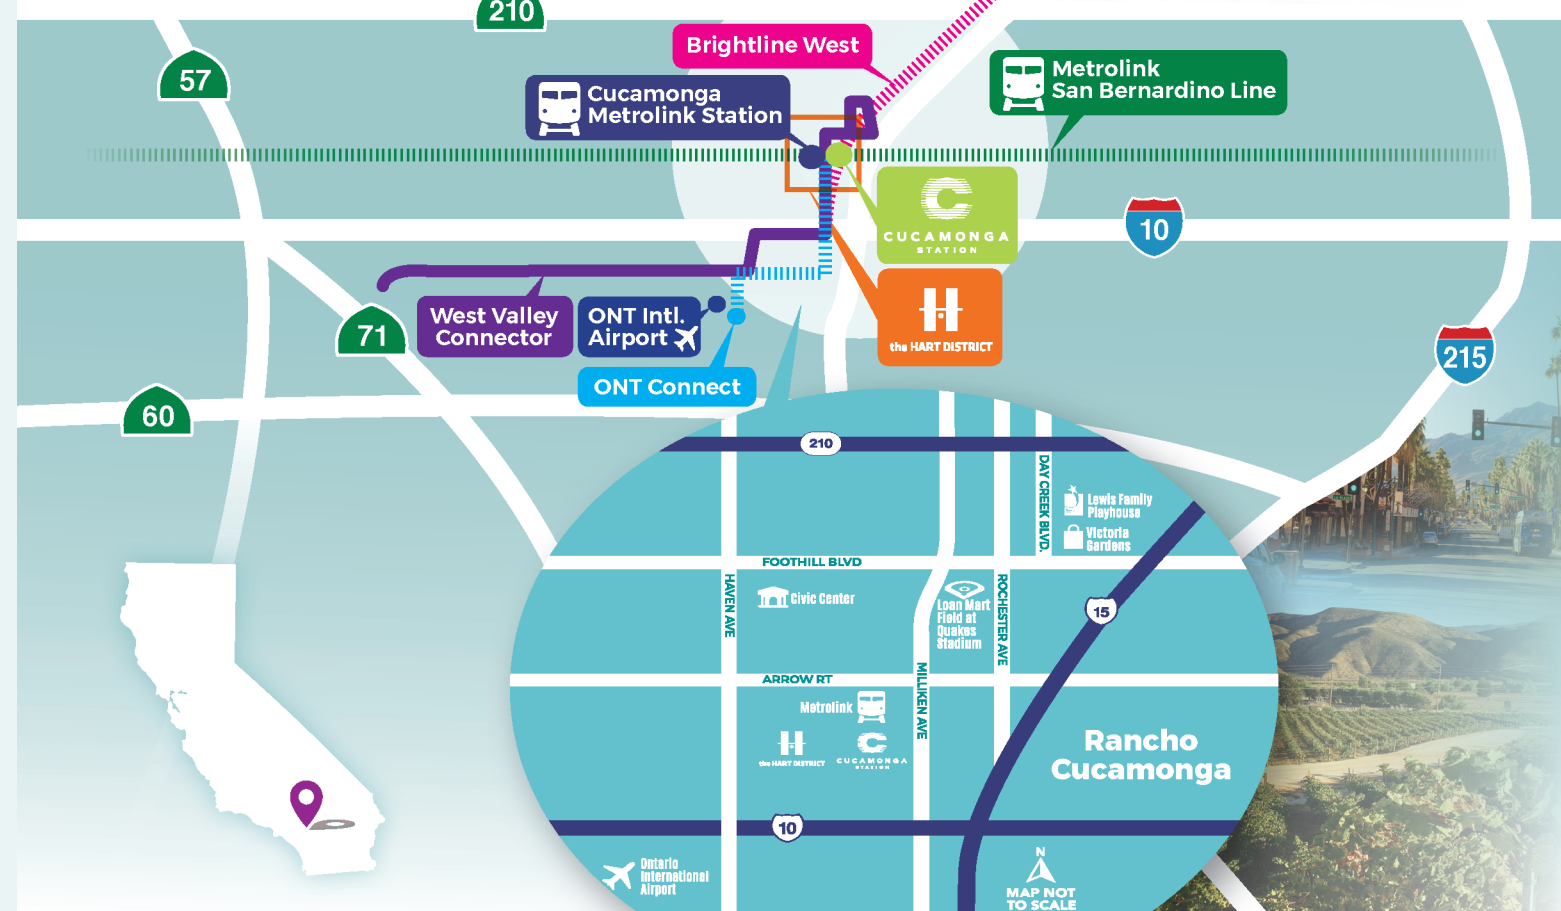 210
57
Brightline West
Metrolink
San Bernardino Line
Cucamonga
Metrolink Station
C
CUCAMONGA
STATION
10
H
the HART DISTRICT
West Valley
Connector
ONT Intl.
Airport
71
ONT Connect
215
60
210
DAY CREEK BLVD.
Lewis Family
Playhouse
Victoria
Gardens
FOOTHILL BLVD
HAVEN AVE
Civic Center
Loan Mart
Field at
Quakes
Stadium
ROCHESTER AVE
15
ARROW RT
MILLIKEN AVE
Metrolink
H
the HART DISTRICT
C
CUCAMONGA
STATION
Rancho
Cucamonga
10
Ontario
International
Airport
N
MAP NOT
TO SCALE